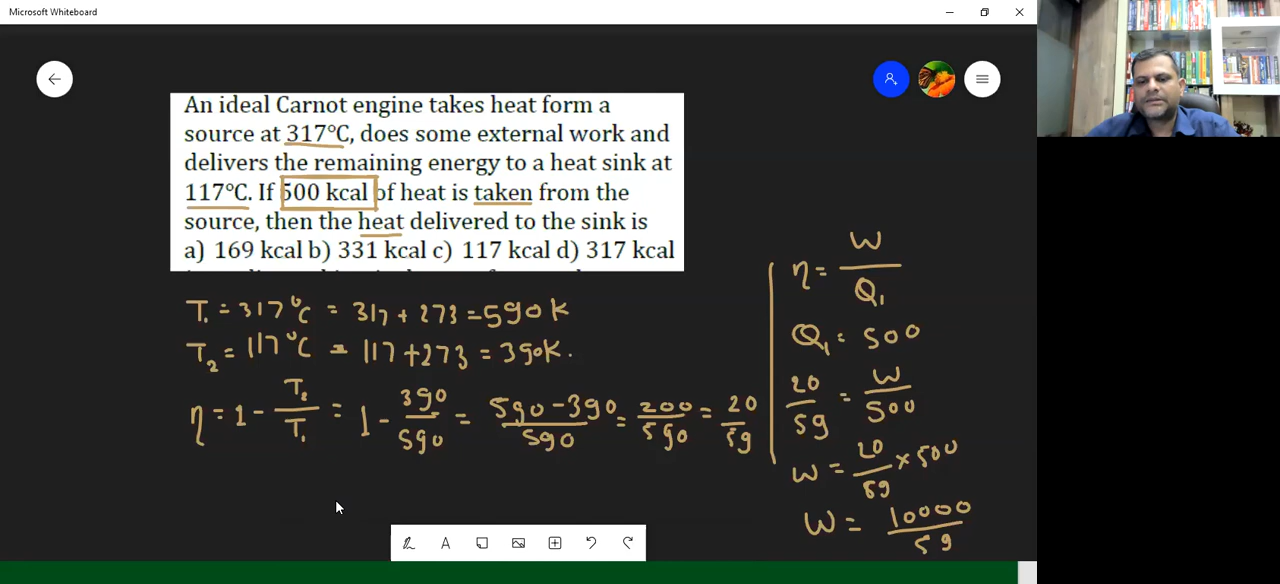 Microsoft Whiteboard
An ideal Carnot engine takes heat form a
source at 317°C, does some external work and
delivers the remaining energy to a heat sink at
117°C. If 500 kcal of heat is taken from the
source, then the heat delivered to the sink is
a) 169 kcal b) 331 kcal c) 117 kcal d) 317 kcal
T₁ = 317°C = 317 + 273 = 590K
T₂ = 117°C = 117 + 273 = 390K.
η = 1 - T₂/T₁ = 1 - 390/590 = 590 - 390/590 = 200/590 = 20/59
η = W/Q₁
Q₁ = 500
20/59 = W/500
W = 20/59 × 500
W = 10000/59
A